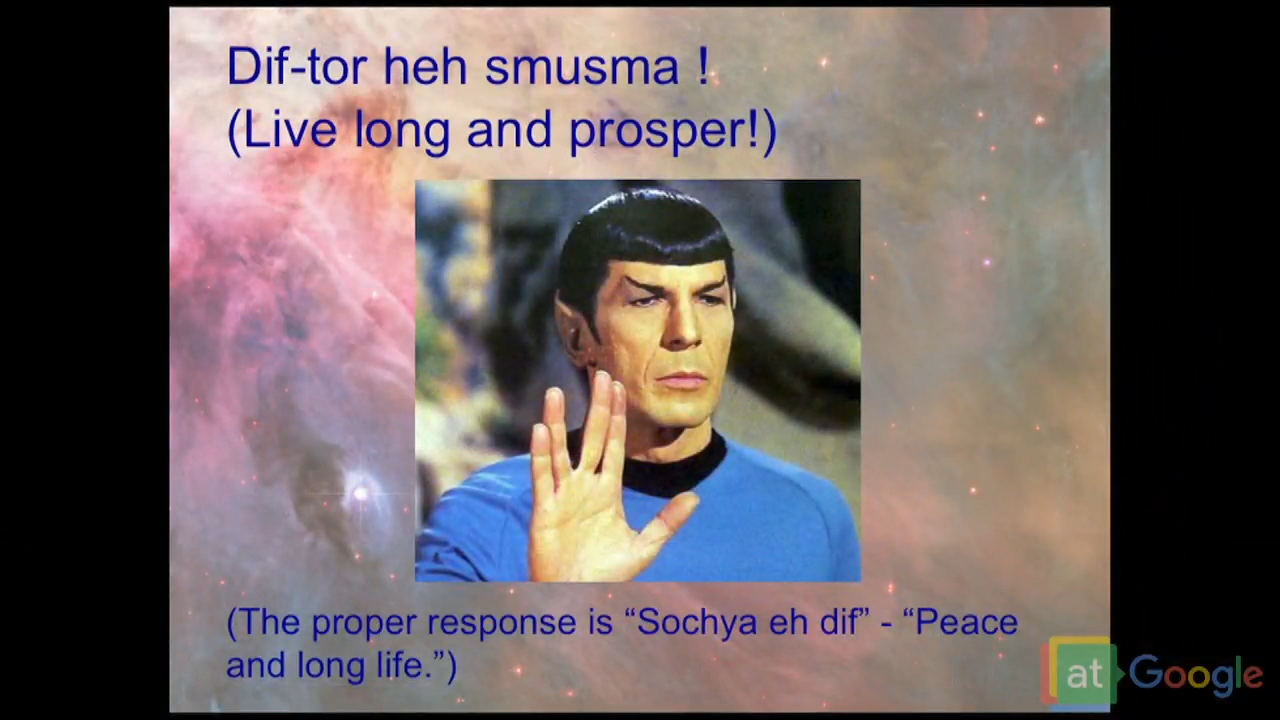 Dif-tor heh smusma !
(Live long and prosper!)
(The proper response is “Sochya eh dif” - “Peace
and long life.”)
at Google